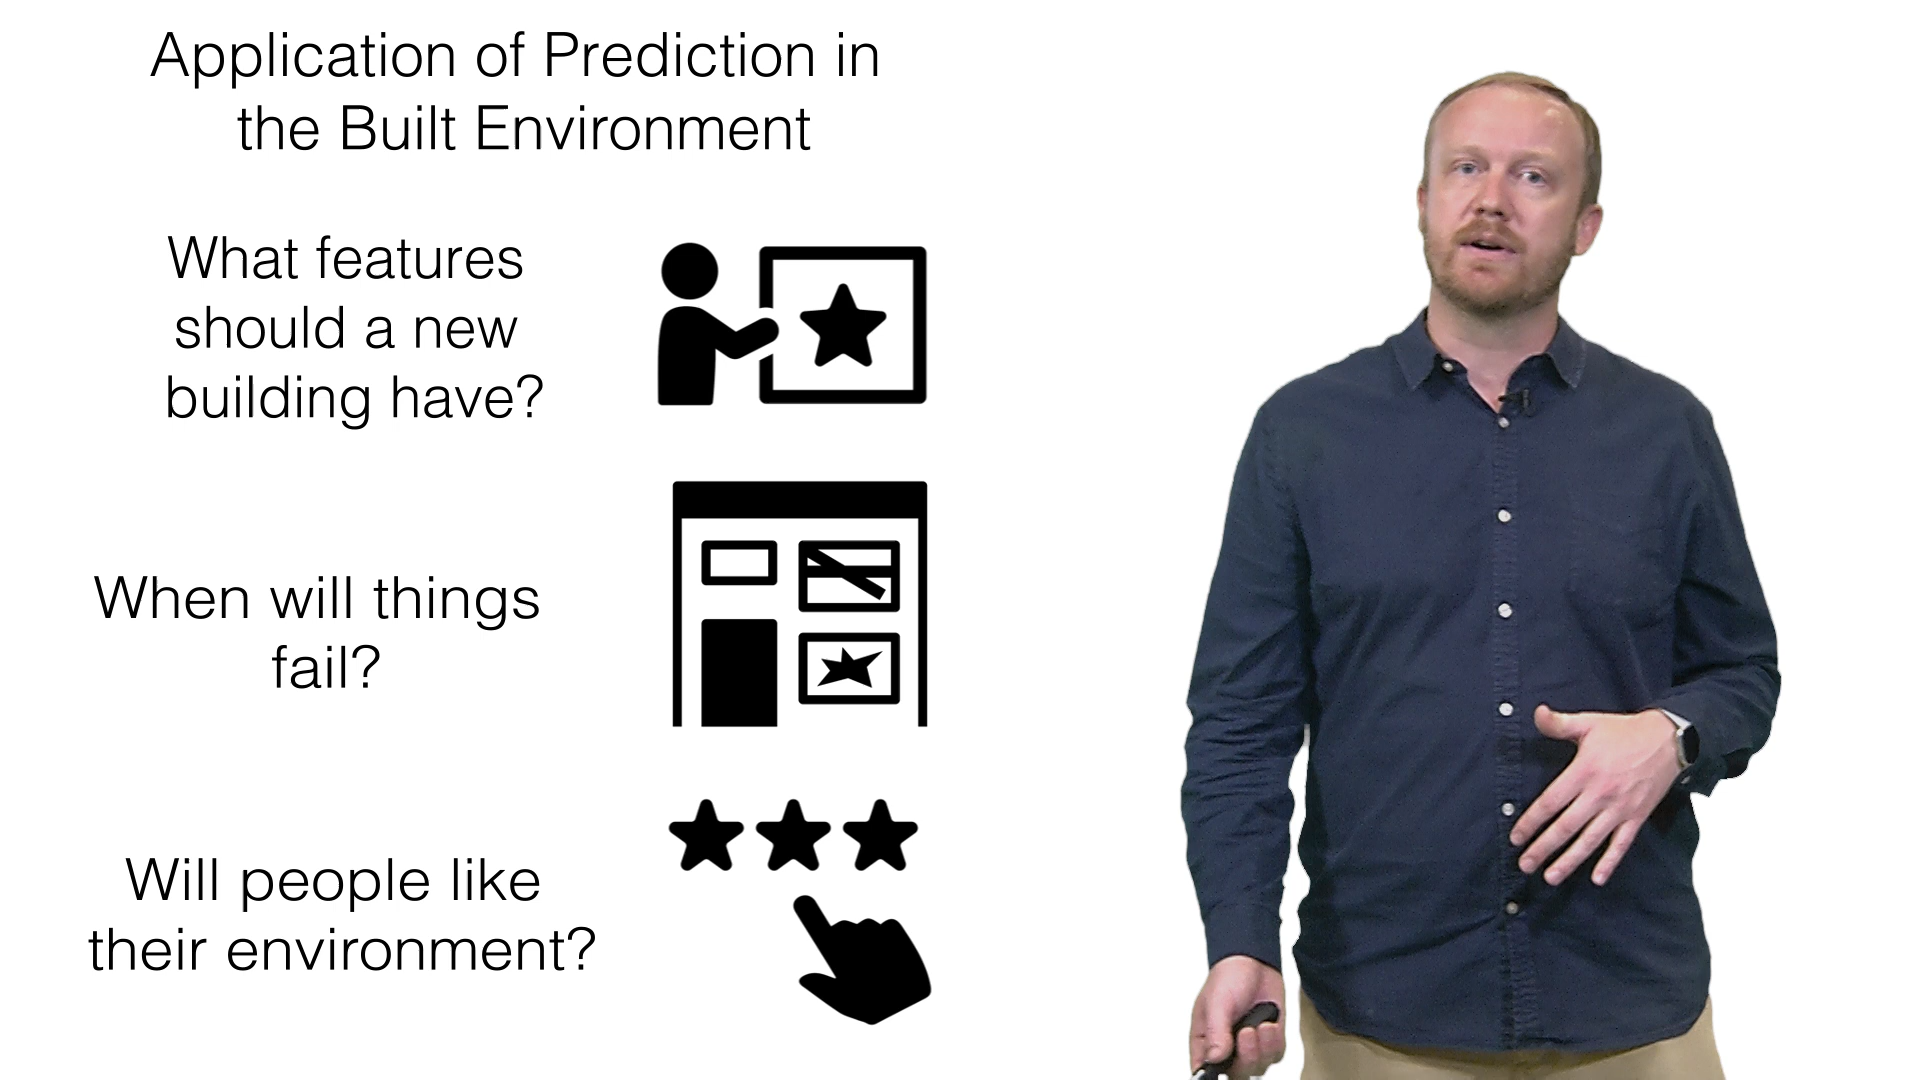 Application of Prediction in
the Built Environment
What features
should a new
building have?
When will things
fail?
Will people like
their environment?